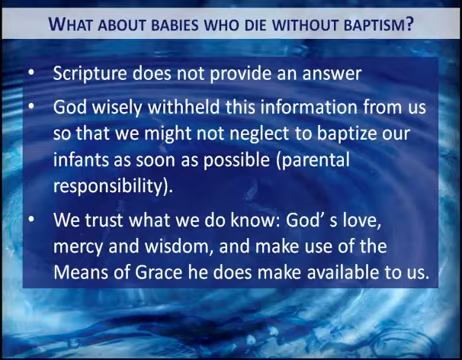 WHAT ABOUT BABIES WHO DIE WITHOUT BAPTISM?
• Scripture does not provide an answer
• God wisely withheld this information from us
so that we might not neglect to baptize our
infants as soon as possible (parental
responsibility).
• We trust what we do know: God' s love,
mercy and wisdom, and make use of the
Means of Grace he does make available to us.